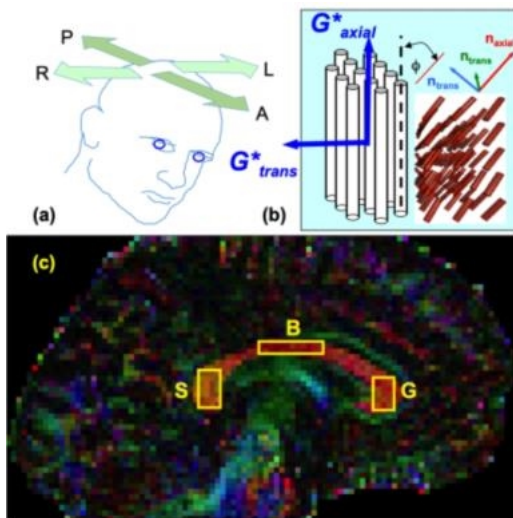 P
R
L
A
G*trans
(a)
G*axial
ϕ
naxial
ntrans
ntrans
(b)
(c)
B
S
G